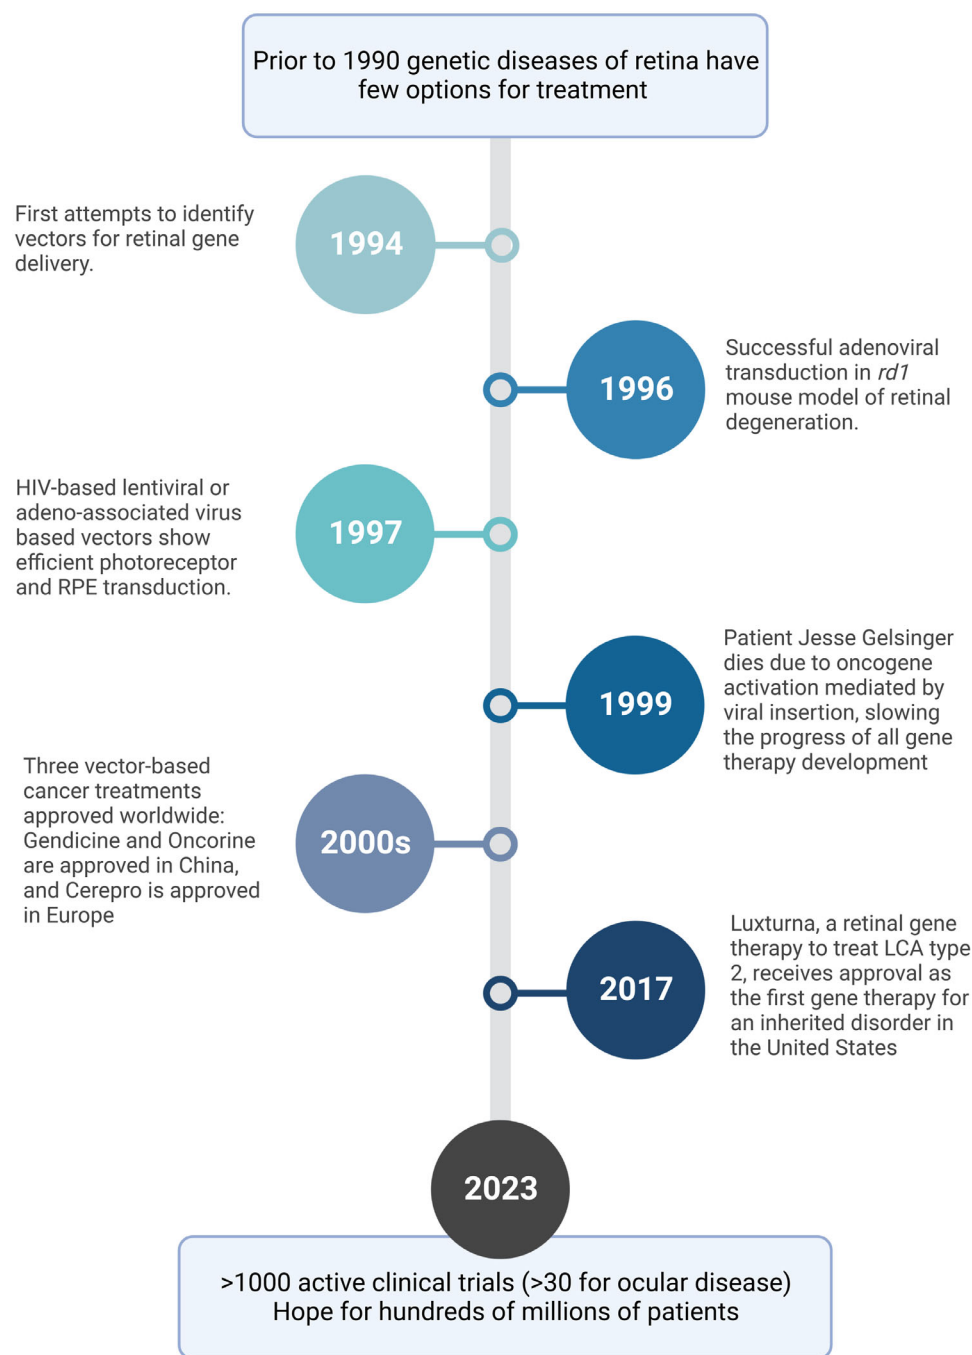 Prior to 1990 genetic diseases of retina have
few options for treatment
First attempts to identify
vectors for retinal gene
delivery.
1994
1996
Successful adenoviral
transduction in rd1
mouse model of retinal
degeneration.
HIV-based lentiviral or
adeno-associated virus
based vectors show
efficient photoreceptor
and RPE transduction.
1997
1999
Patient Jesse Gelsinger
dies due to oncogene
activation mediated by
viral insertion, slowing
the progress of all gene
therapy development
Three vector-based
cancer treatments
approved worldwide:
Gendicine and Oncorine
are approved in China,
and Cerepro is approved
in Europe
2000s
2017
Luxturna, a retinal gene
therapy to treat LCA type
2, receives approval as
the first gene therapy for
an inherited disorder in
the United States
2023
>1000 active clinical trials (>30 for ocular disease)
Hope for hundreds of millions of patients